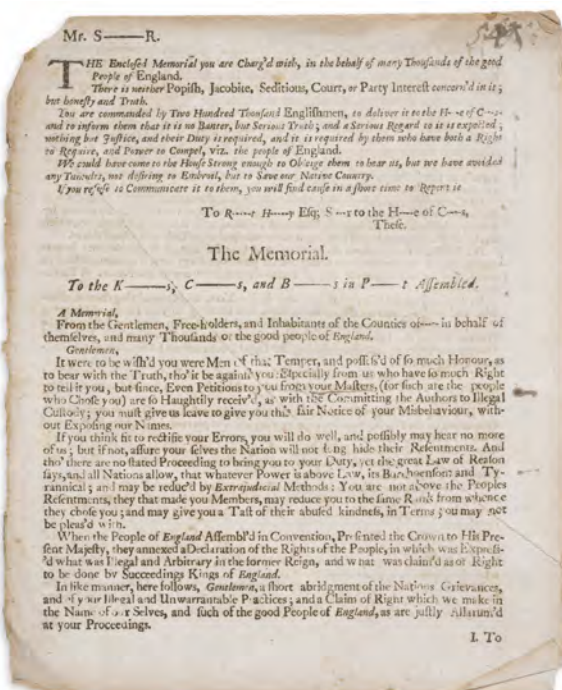 Mr. S——R.
THE Enclosed Memorial you are Charg'd with, in the behalf of many Thousands of the good
People of England.
There is neither Popish, Jacobite, Seditious, Court, or Party Interest concern'd in it;
but honesty and Truth.
You are commanded by Two Hundred Thousand Englishmen, to deliver it to the H--e of C--s
and to inform them that it is no Banter, but Serious Truth; and a Serious Regard to it is expected;
nothing but Justice, and their Duty is required, and it is required by them who have both a Right
to Require, and Power to Compel, viz. the people of England.
We could have come to the House Strong enough to Oblige them to hear us, but we have avoided
any Tumults, not desiring to Embroil, but to Save our Native Country.
If you refuse to Communicate it to them, you will find cause in a short time to Repent it
To R----t H----y Esq; S---r to the H---e of C---s,
These.
The Memorial.
To the K———s, C———s, and B———s in P——t Assembled.
A Memorial,
From the Gentlemen, Free-holders, and Inhabitants of the Counties of---- in behalf of
themselves, and many Thousands of the good people of England.
Gentlemen,
It were to be wish'd you were Men of that Temper, and possess'd of so much Honour, as
to bear with the Truth, tho' it be against you: Especially from us who have so much Right
to tell it you; but since, Even Petitions to you from your Masters, (for such are the people
who Chose you) are so Haughtily receiv'd, as with the Committing the Authors to Illegal
Custody; you must give us leave to give you this fair Notice of your Misbehaviour, with-
out Exposing our Names.
If you think fit to rectifie your Errors, you will do well, and possibly may hear no more
of us; but if not, assure your selves the Nation will not long hide their Resentments. And
tho' there are no stated Proceeding to bring you to your Duty, yet the great Law of Reason
says, and all Nations allow, that whatever Power is above Law, its Burthensom and Ty-
rannical; and may be reduc'd by Extrajudicial Methods: You are not above the Peoples
Resentments, they that made you Members, may reduce you to the same Rank from whence
they chose you; and may give you a Tast of their abused kindness, in Terms you may not
be pleas'd with.
When the People of England Assembl'd in Convention, Presented the Crown to His Pre-
sent Majesty, they annexed a Declaration of the Rights of the People, in which was Express-
'd what was Illegal and Arbitrary in the former Reign, and what was claim'd as of Right
to be done by Succeedings Kings of England.
In like manner, here follows, Gentlemen, a short abridgment of the Nations Grievances,
and of your Illegal and Unwarrantable Practices; and a Claim of Right which we make in
the Name of our Selves, and such of the good People of England, as are justly Allarum'd
at your Proceedings.
I. To